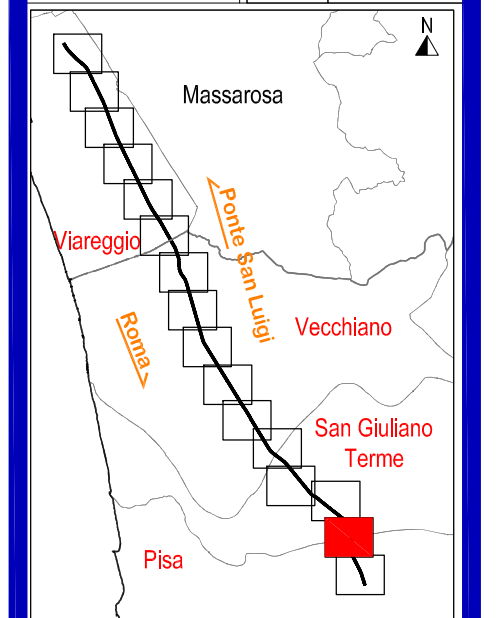 N
Massarosa
Ponte San Luigi
Viareggio
Roma
Vecchiano
San Giuliano
Terme
Pisa